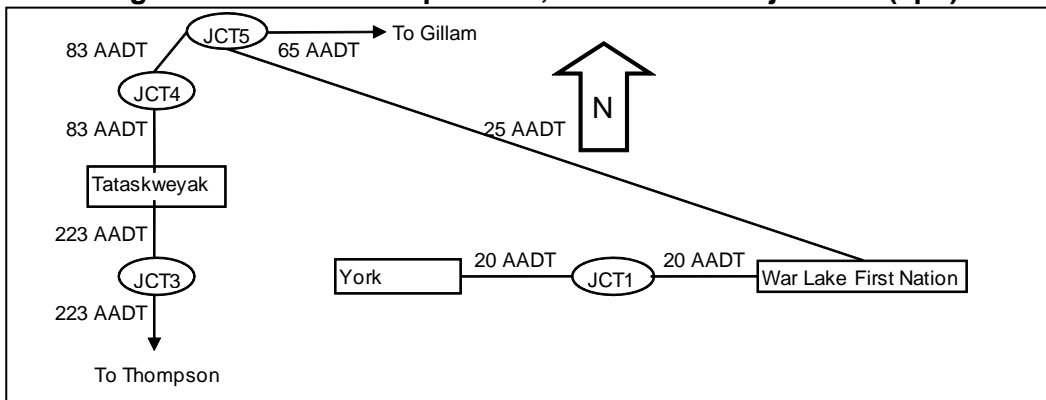 JCT5
To Gillam
83 AADT
65 AADT
JCT4
N
83 AADT
25 AADT
Tataskweyak
223 AADT
20 AADT
20 AADT
JCT3
York
JCT1
War Lake First Nation
223 AADT
To Thompson